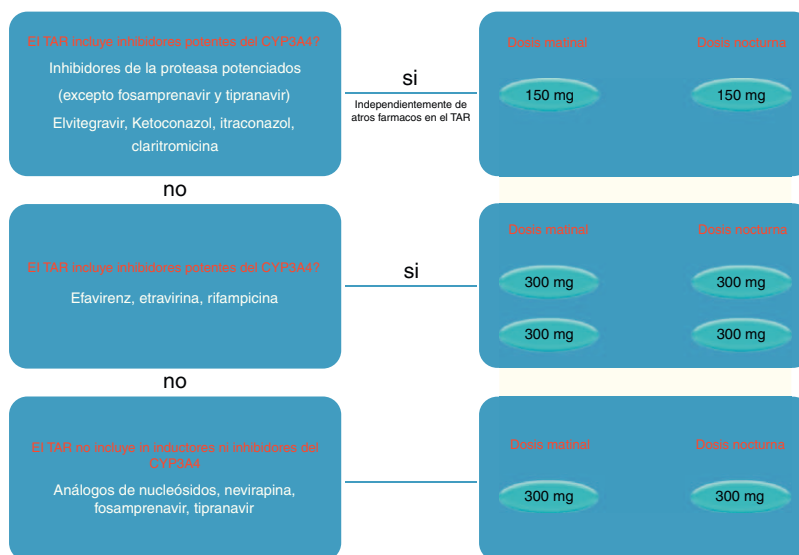 El TAR incluye inhibidores potentes del CYP3A4?
Inhibidores de la proteasa potenciados
(excepto fosamprenavir y tipranavir)
Elvitegravir, Ketoconazol, itraconazol,
claritromicina
si
Independientemente de
atros farmacos en el TAR
Dosis matinal
Dosis nocturna
150 mg
150 mg
no
El TAR incluye inhibidores potentes del CYP3A4?
Efavirenz, etravirina, rifampicina
si
Dosis matinal
Dosis nocturna
300 mg
300 mg
300 mg
300 mg
no
El TAR no incluye in inductores ni inhibidores del
CYP3A4
Análogos de nucleósidos, nevirapina,
fosamprenavir, tipranavir
Dosis matinal
Dosis nocturna
300 mg
300 mg